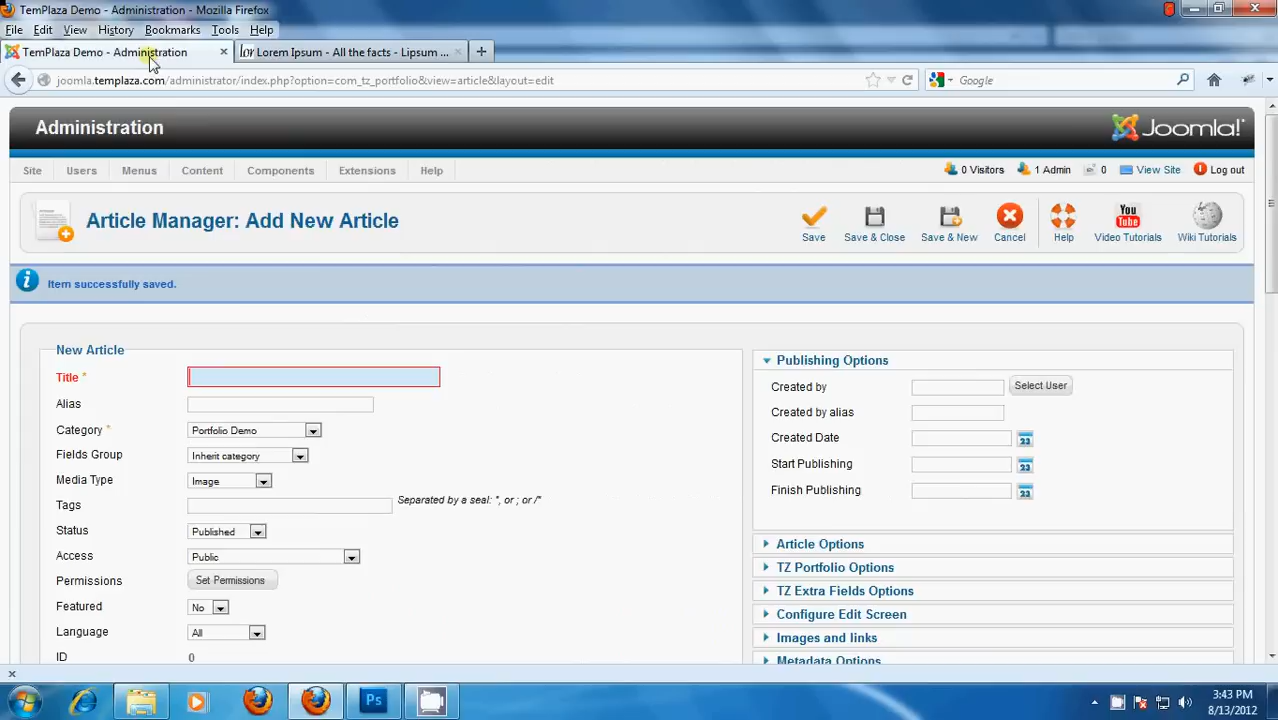 TemPlaza Demo - Administration - Mozilla Firefox
File Edit View History Bookmarks Tools Help
TemPlaza Demo - Administration
Lorem Ipsum - All the facts - Lipsum ...
joomla.templaza.com/administrator/index.php?option=com_tz_portfolio&view=article&layout=edit
Google
Administration
Joomla!
Site Users Menus Content Components Extensions Help
0 Visitors 1 Admin 0 View Site Log out
Article Manager: Add New Article
Save Save & Close Save & New Cancel Help Video Tutorials Wiki Tutorials
You Tube
Item successfully saved.
New Article
Title *
Alias
Category * Portfolio Demo
Fields Group Inherit category
Media Type Image
Tags Separated by a seal: ", or ; or /"
Status Published
Access Public
Permissions Set Permissions
Featured No
Language All
ID 0
Publishing Options
Created by Select User
Created by alias
Created Date 23
Start Publishing 23
Finish Publishing 23
Article Options
TZ Portfolio Options
TZ Extra Fields Options
Configure Edit Screen
Images and links
Metadata Options
Ps
3:43 PM
8/13/2012